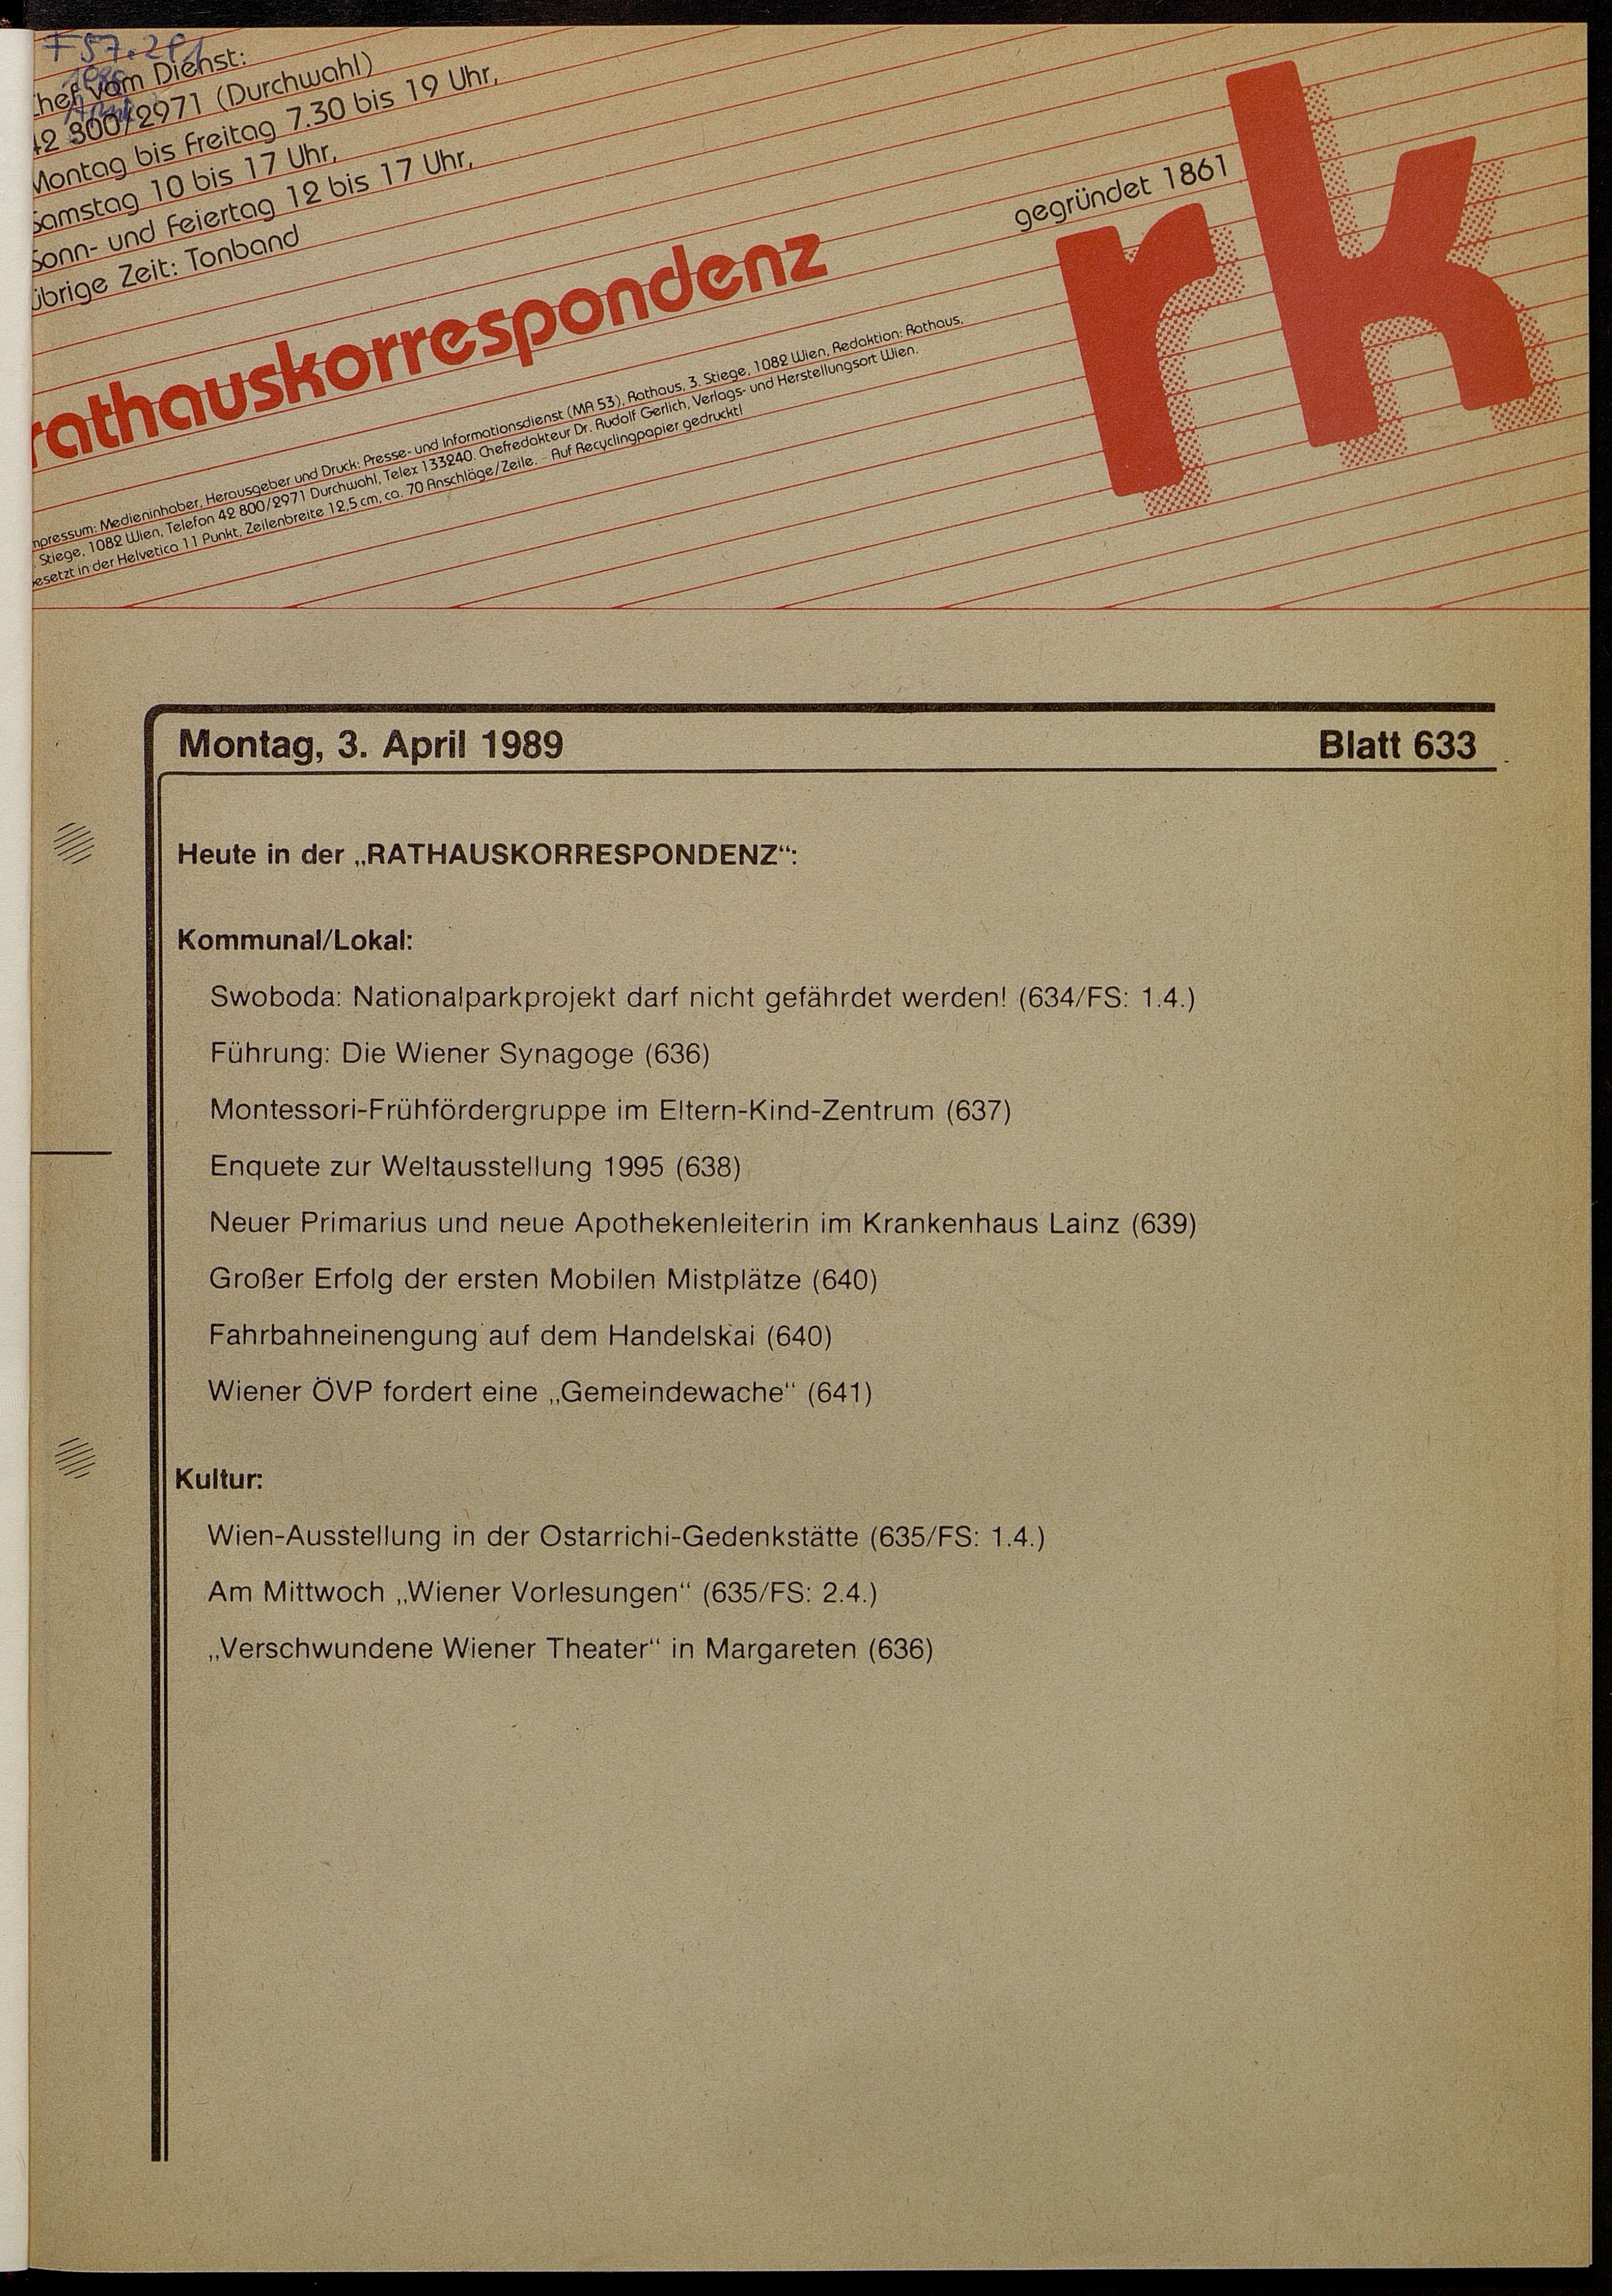 F 57.291
1989
April
chef vom Dienst:
42 800/2971 (Durchwahl)
Montag bis Freitag 7.30 bis 19 Uhr,
Samstag 10 bis 17 Uhr,
Sonn- und Feiertag 12 bis 17 Uhr,
übrige Zeit: Tonband
gegründet 1861
rk
rathauskorrespondenz
mpressum: Medieninhaber, Herausgeber und Druck: Presse- und Informationsdienst (MA 53), Rathaus, 3. Stiege, 1082 Wien, Redaktion: Rathaus,
. Stiege, 1082 Wien, Telefon 42 800/2971 Durchwahl, Telex 133240. Chefredakteur Dr. Rudolf Gerlich, Verlags- und Herstellungsort Wien.
esetzt in der Helvetica 11 Punkt, Zeilenbreite 12,5 cm, ca. 70 Anschläge/Zeile. – Auf Recyclingpapier gedruckt!
Montag, 3. April 1989 Blatt 633
Heute in der „RATHAUSKORRESPONDENZ“:
Kommunal/Lokal:
Swoboda: Nationalparkprojekt darf nicht gefährdet werden! (634/FS: 1.4.)
Führung: Die Wiener Synagoge (636)
Montessori-Frühfördergruppe im Eltern-Kind-Zentrum (637)
Enquete zur Weltausstellung 1995 (638)
Neuer Primarius und neue Apothekenleiterin im Krankenhaus Lainz (639)
Großer Erfolg der ersten Mobilen Mistplätze (640)
Fahrbahneinengung auf dem Handelskai (640)
Wiener ÖVP fordert eine „Gemeindewache“ (641)
Kultur:
Wien-Ausstellung in der Ostarrichi-Gedenkstätte (635/FS: 1.4.)
Am Mittwoch „Wiener Vorlesungen“ (635/FS: 2.4.)
„Verschwundene Wiener Theater“ in Margareten (636)